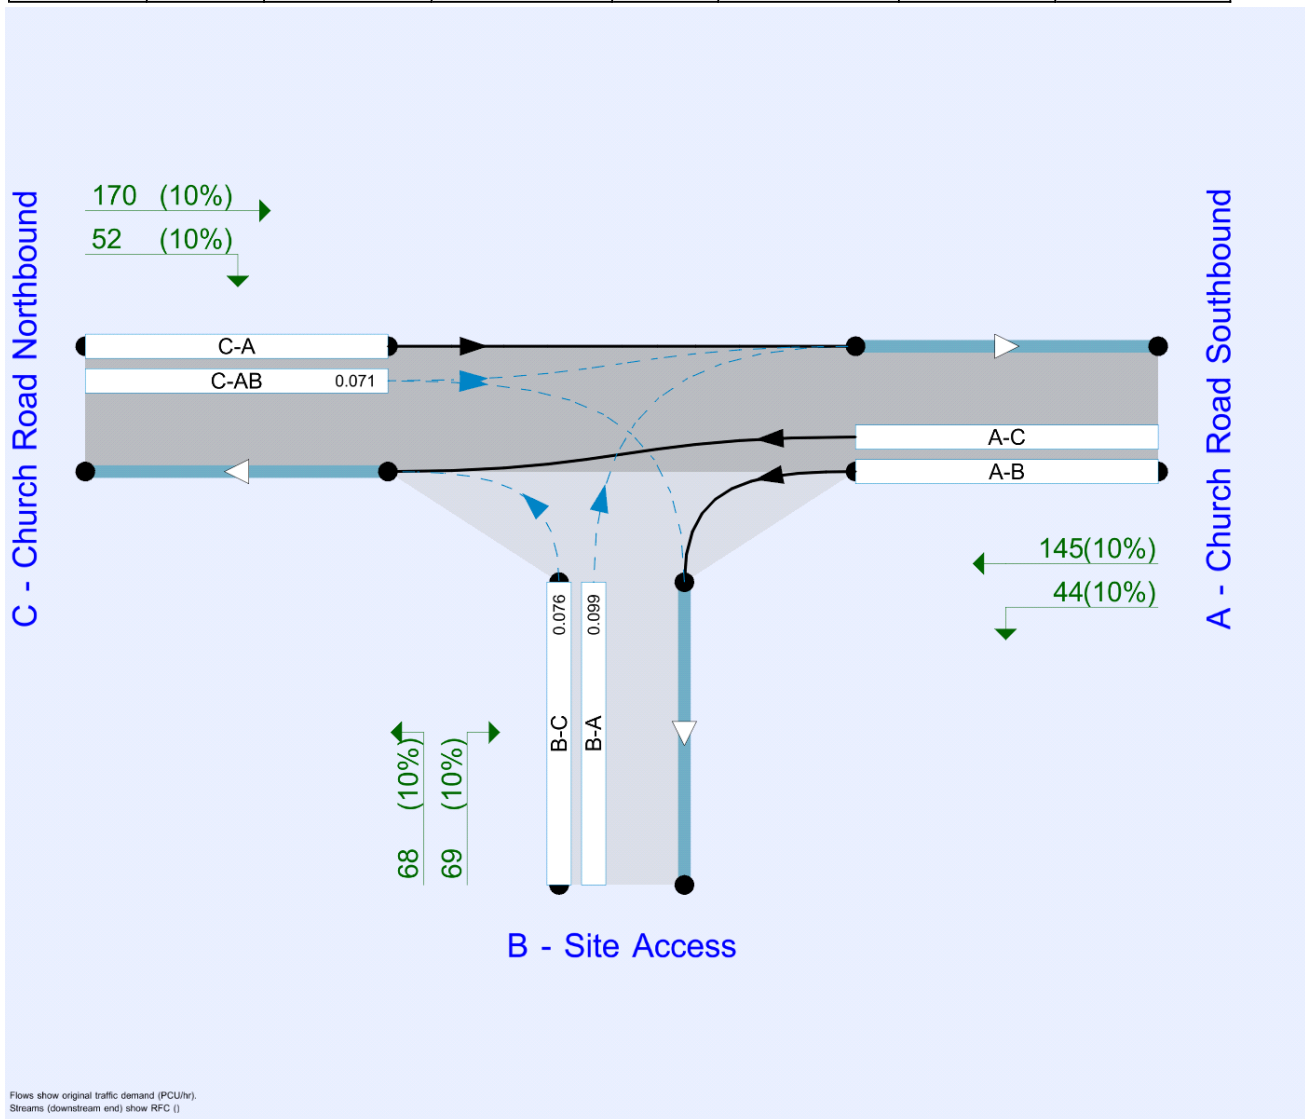 170 (10%)
52 (10%)
C - Church Road Northbound
A - Church Road Southbound
C-A
C-AB 0.071
A-C
A-B
145(10%)
44(10%)
0.076
0.099
B-C
B-A
68 (10%)
69 (10%)
B - Site Access
Flows show original traffic demand (PCU/hr).
Streams (downstream end) show RFC ()